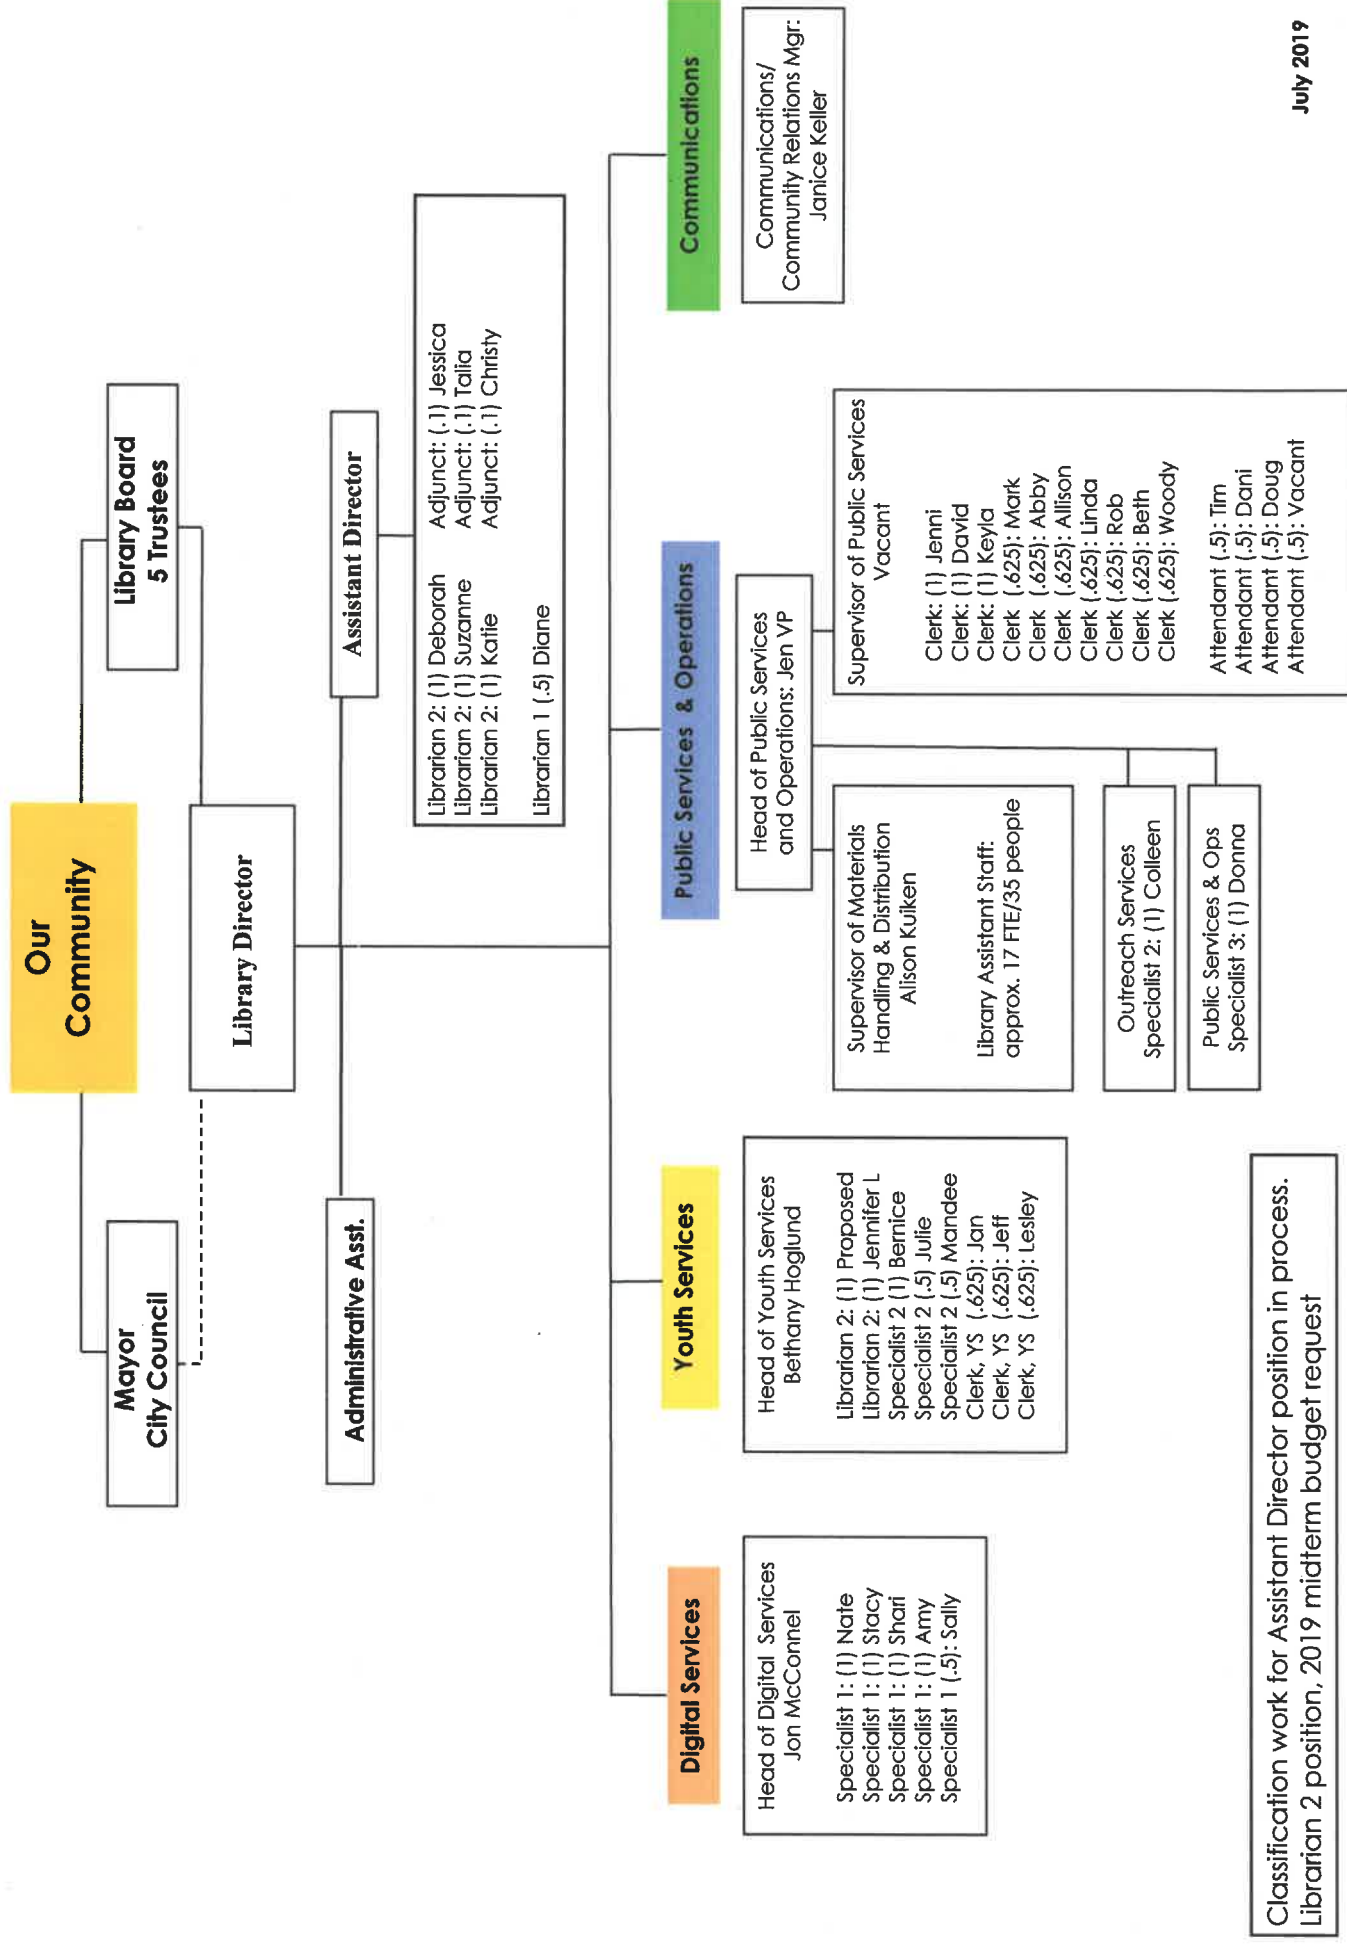 Our
Community
Mayor
City Council
Library Board
5 Trustees
Library Director
Administrative Asst.
Assistant Director
Librarian 2: (1) Deborah Adjunct: (.1) Jessica
Librarian 2: (1) Suzanne Adjunct: (.1) Talia
Librarian 2: (1) Katie Adjunct: (.1) Christy
Librarian 1 (.5) Diane
Digital Services
Head of Digital Services
Jon McConnel
Specialist 1: (1) Nate
Specialist 1: (1) Stacy
Specialist 1: (1) Shari
Specialist 1: (1) Amy
Specialist 1 (.5): Sally
Youth Services
Head of Youth Services
Bethany Hoglund
Librarian 2: (1) Proposed
Librarian 2: (1) Jennifer L
Specialist 2 (1) Bernice
Specialist 2 (.5) Julie
Specialist 2 (.5) Mandee
Clerk, YS (.625): Jan
Clerk, YS (.625): Jeff
Clerk, YS (.625): Lesley
Public Services & Operations
Head of Public Services
and Operations: Jen VP
Supervisor of Materials
Handling & Distribution
Alison Kuiken
Library Assistant Staff:
approx. 17 FTE/35 people
Outreach Services
Specialist 2: (1) Colleen
Public Services & Ops
Specialist 3: (1) Donna
Supervisor of Public Services
Vacant
Clerk: (1) Jenni
Clerk: (1) David
Clerk: (1) Keyla
Clerk (.625): Mark
Clerk (.625): Abby
Clerk (.625): Allison
Clerk (.625): Linda
Clerk (.625): Rob
Clerk (.625): Beth
Clerk (.625): Woody
Attendant (.5): Tim
Attendant (.5): Dani
Attendant (.5): Doug
Attendant (.5): Vacant
Communications
Communications/
Community Relations Mgr:
Janice Keller
Classification work for Assistant Director position in process.
Librarian 2 position, 2019 midterm budget request
July 2019